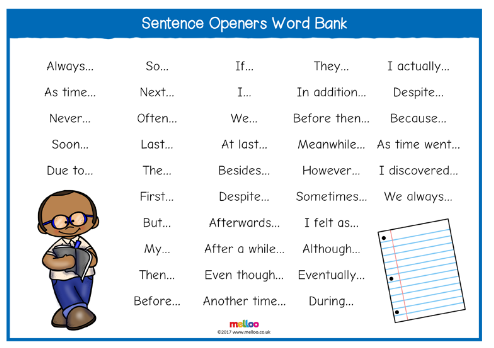 Sentence Openers Word Bank
Always... So... If... They... I actually...
As time... Next... I... In addition... Despite...
Never... Often... We... Before then... Because...
Soon... Last... At last... Meanwhile... As time went...
Due to... The... Besides... However... I discovered...
First... Despite... Sometimes... We always...
But... Afterwards... I felt as...
My... After a while... Although...
Then... Even though... Eventually...
Before... Another time... During...
melloo
©2017 www.melloo.co.uk